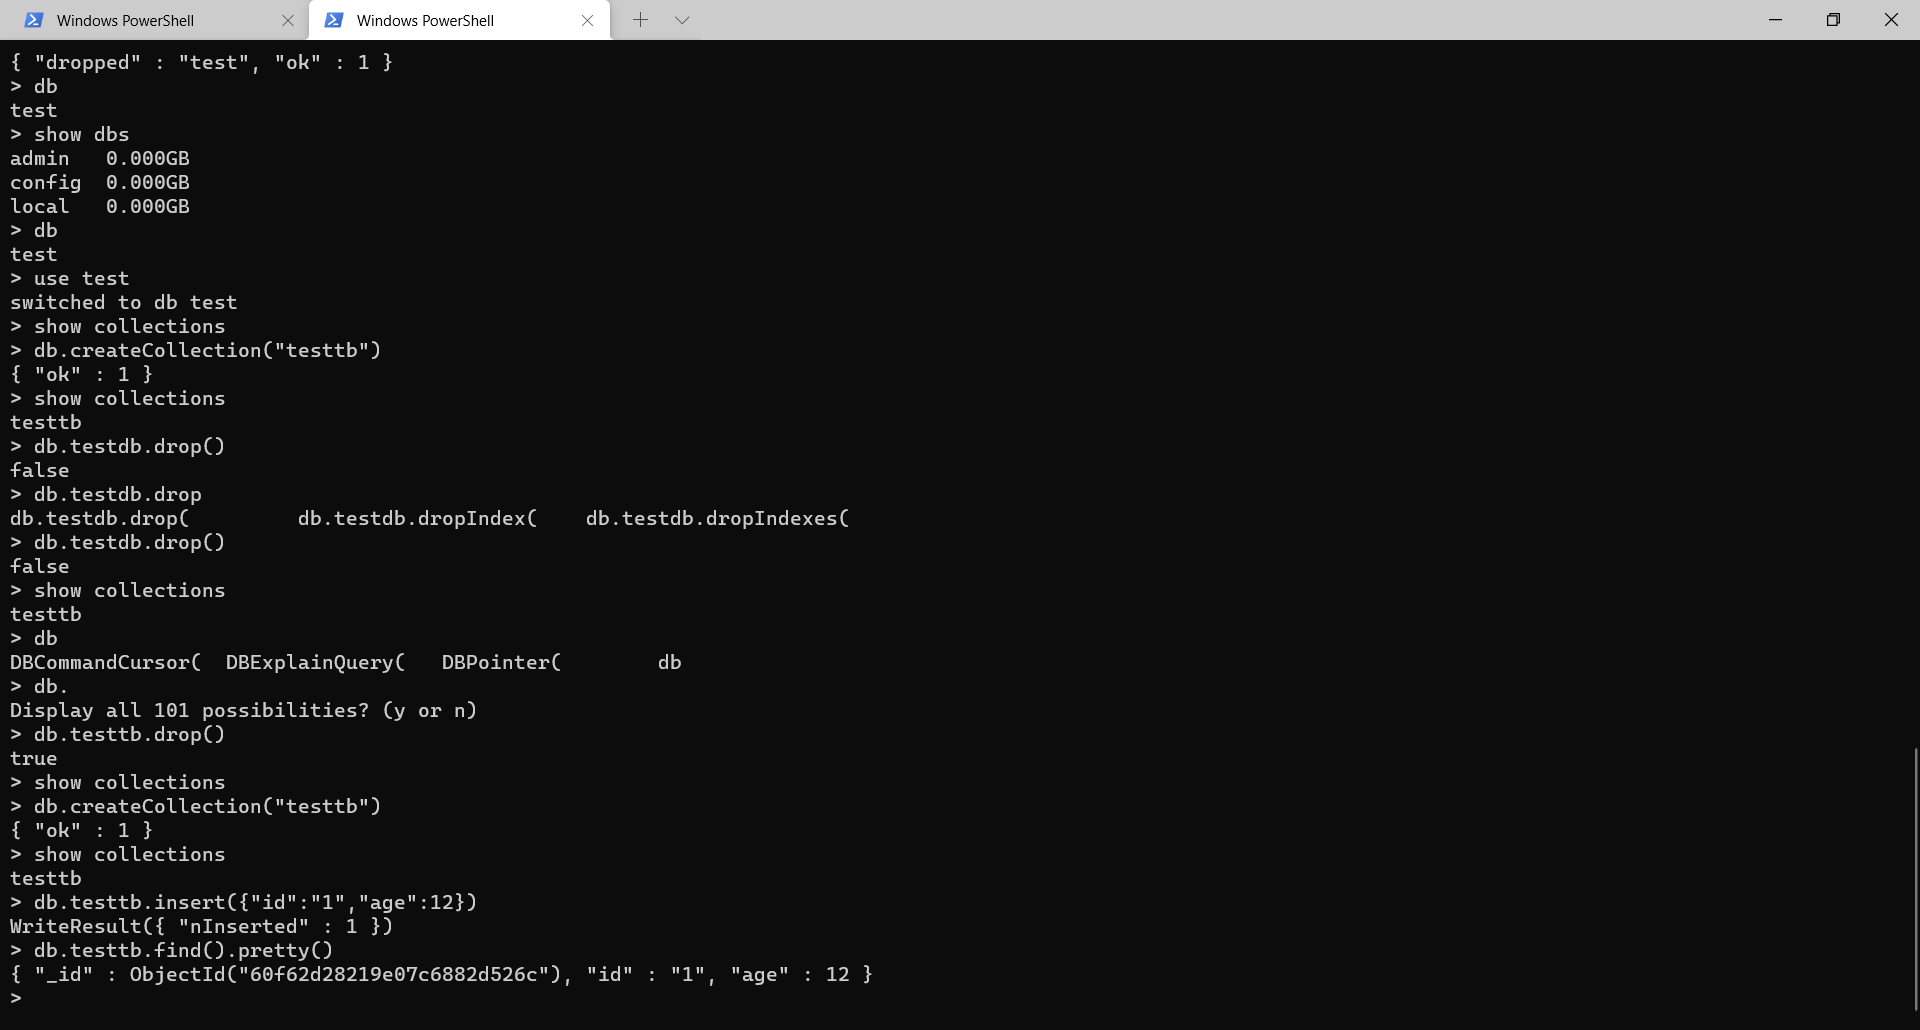 Windows PowerShell
Windows PowerShell
{ "dropped" : "test", "ok" : 1 }
> db
test
> show dbs
admin   0.000GB
config  0.000GB
local   0.000GB
> db
test
> use test
switched to db test
> show collections
> db.createCollection("testtb")
{ "ok" : 1 }
> show collections
testtb
> db.testdb.drop()
false
> db.testdb.drop
db.testdb.drop(         db.testdb.dropIndex(    db.testdb.dropIndexes(
> db.testdb.drop()
false
> show collections
testtb
> db
DBCommandCursor(  DBExplainQuery(   DBPointer(        db
> db.
Display all 101 possibilities? (y or n)
> db.testtb.drop()
true
> show collections
> db.createCollection("testtb")
{ "ok" : 1 }
> show collections
testtb
> db.testtb.insert({"id":"1","age":12})
WriteResult({ "nInserted" : 1 })
> db.testtb.find().pretty()
{ "_id" : ObjectId("60f62d28219e07c6882d526c"), "id" : "1", "age" : 12 }
>